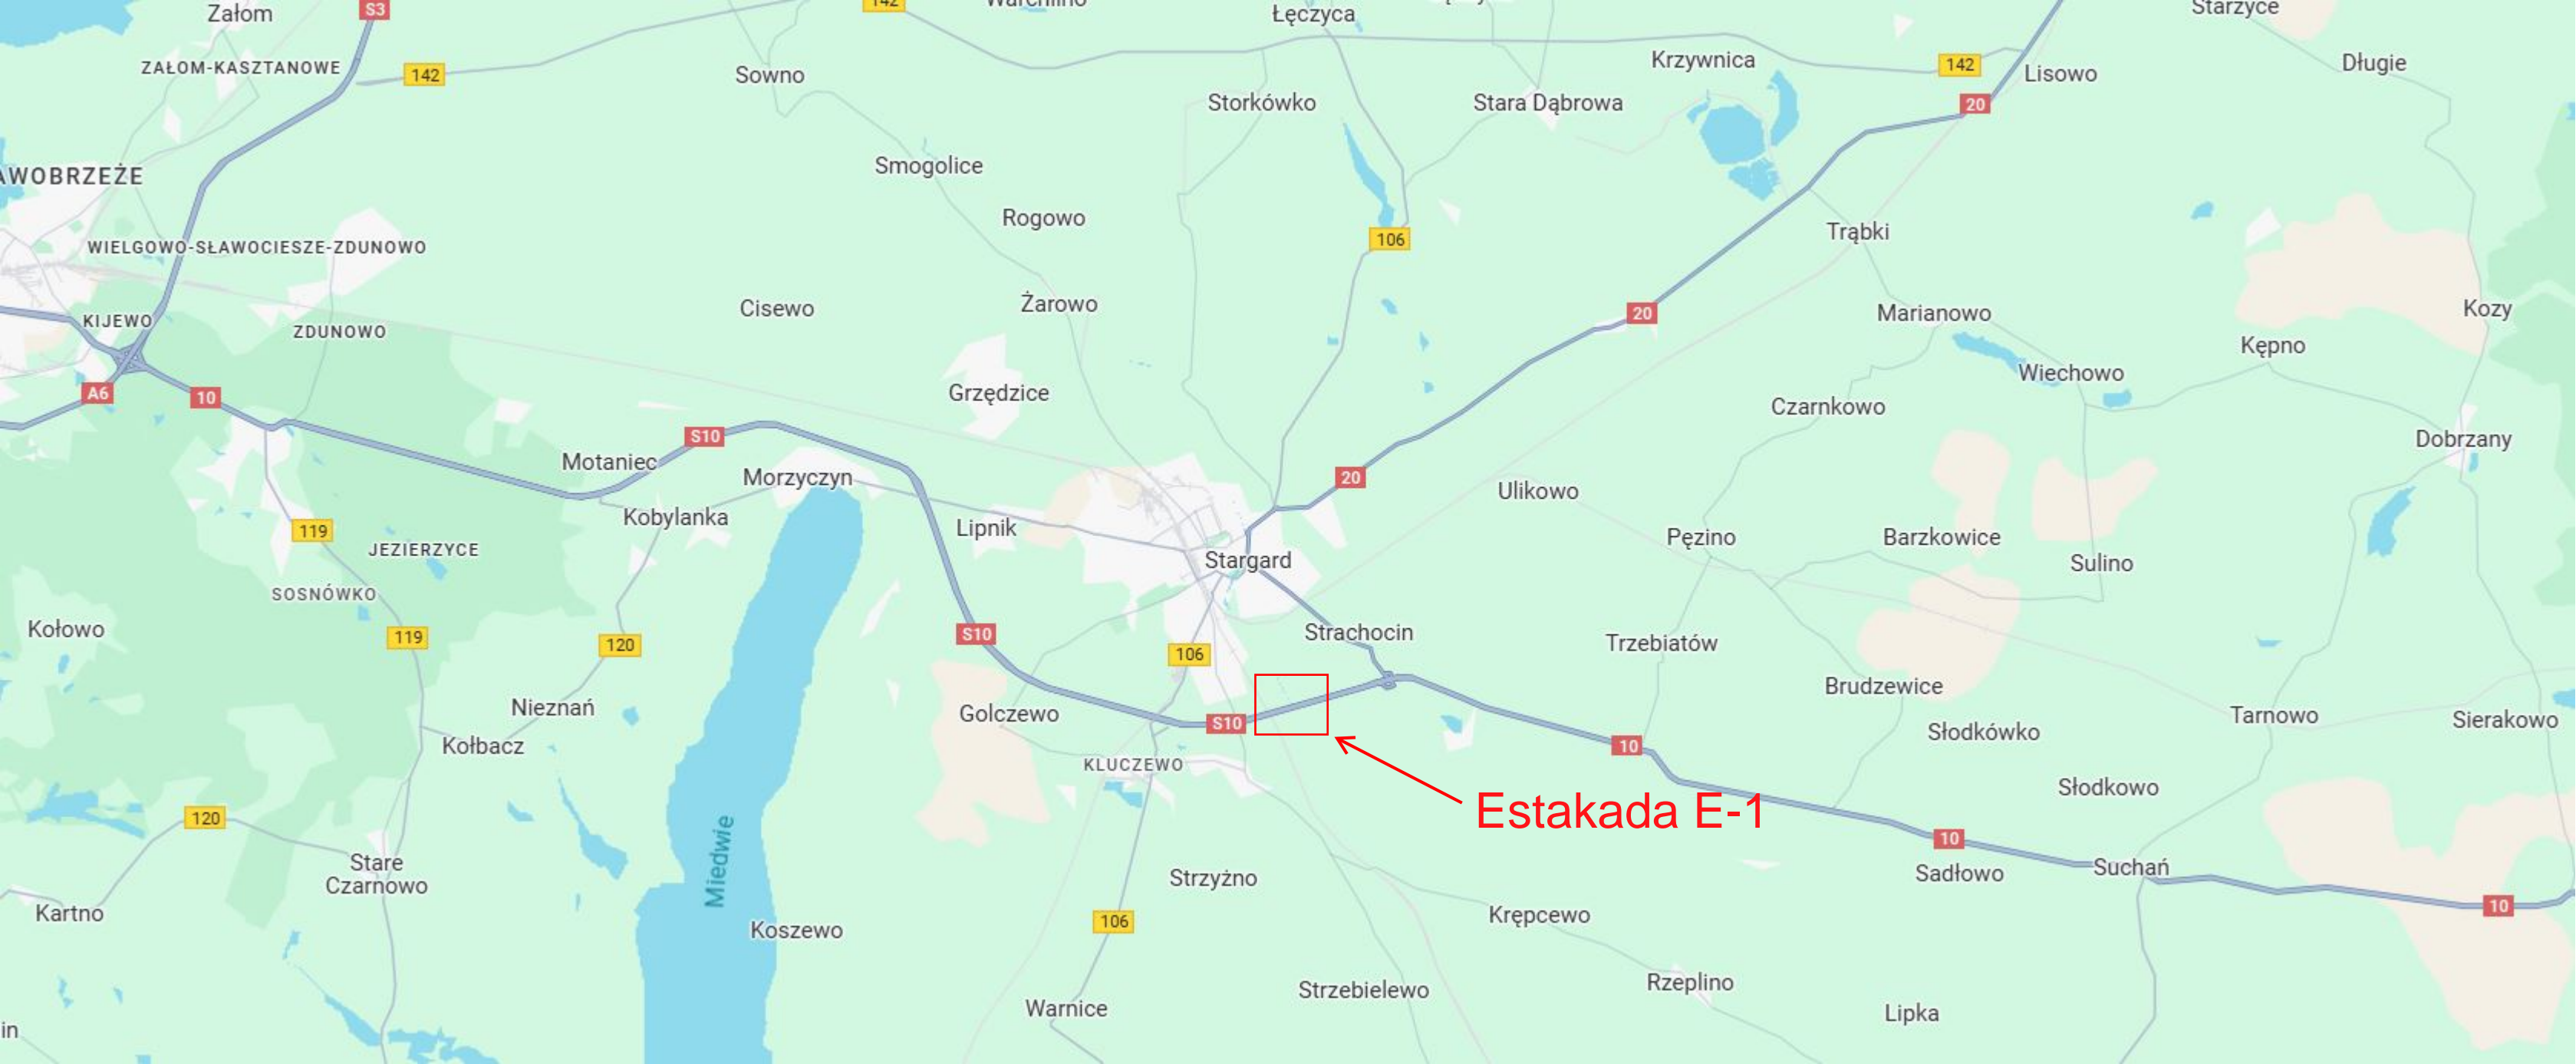 Załom
S3
142
Łęczyca
Starzyce
ZAŁOM-KASZTANOWE
142
Sowno
Krzywnica
142
Lisowo
Długie
Storkówko
Stara Dąbrowa
20
Smogolice
AWOBRZEŻE
Rogowo
106
Trąbki
WIELGOWO-SŁAWOCIESZE-ZDUNOWO
Cisewo
Żarowo
20
Marianowo
Kozy
KIJEWO
ZDUNOWO
Kępno
Wiechowo
A6
10
Grzędzice
Czarnkowo
S10
Motaniec
Morzyczyn
20
Ulikowo
Dobrzany
Kobylanka
Lipnik
119
JEZIERZYCE
Stargard
Pęzino
Barzkowice
Sulino
SOSNÓWKO
Kołowo
119
120
S10
106
Strachocin
Trzebiatów
Brudzewice
Nieznań
Golczewo
S10
Słodkówko
Tarnowo
Sierakowo
Kołbacz
KLUCZEWO
10
Słodkowo
120
Estakada E-1
10
Stare
Czarnowo
Miedwie
Strzyżno
Sadłowo
Suchań
Kartno
Koszewo
106
Krępcewo
10
Warnice
Strzebielewo
Rzeplino
Lipka
in